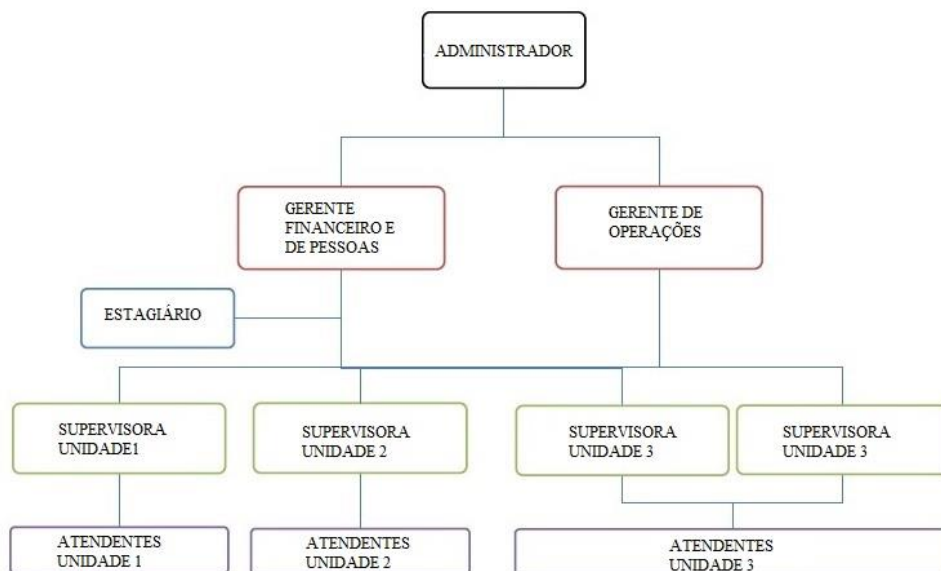 ADMINISTRADOR
GERENTE
FINANCEIRO E
DE PESSOAS
GERENTE DE
OPERAÇÕES
ESTAGIÁRIO
SUPERVISORA
UNIDADE1
SUPERVISORA
UNIDADE 2
SUPERVISORA
UNIDADE 3
SUPERVISORA
UNIDADE 3
ATENDENTES
UNIDADE 1
ATENDENTES
UNIDADE 2
ATENDENTES
UNIDADE 3